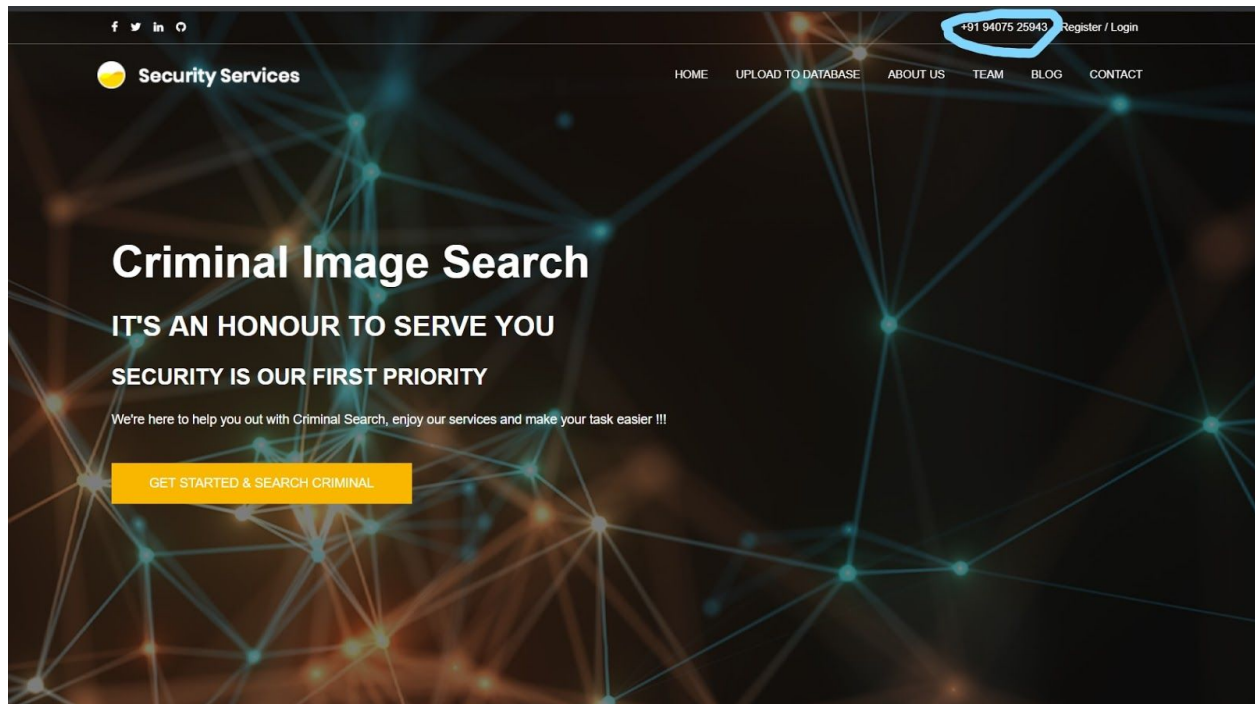 +91 94075 25943 Register / Login
Security Services
HOME UPLOAD TO DATABASE ABOUT US TEAM BLOG CONTACT
Criminal Image Search
IT'S AN HONOUR TO SERVE YOU
SECURITY IS OUR FIRST PRIORITY
We're here to help you out with Criminal Search, enjoy our services and make your task easier !!!
GET STARTED & SEARCH CRIMINAL